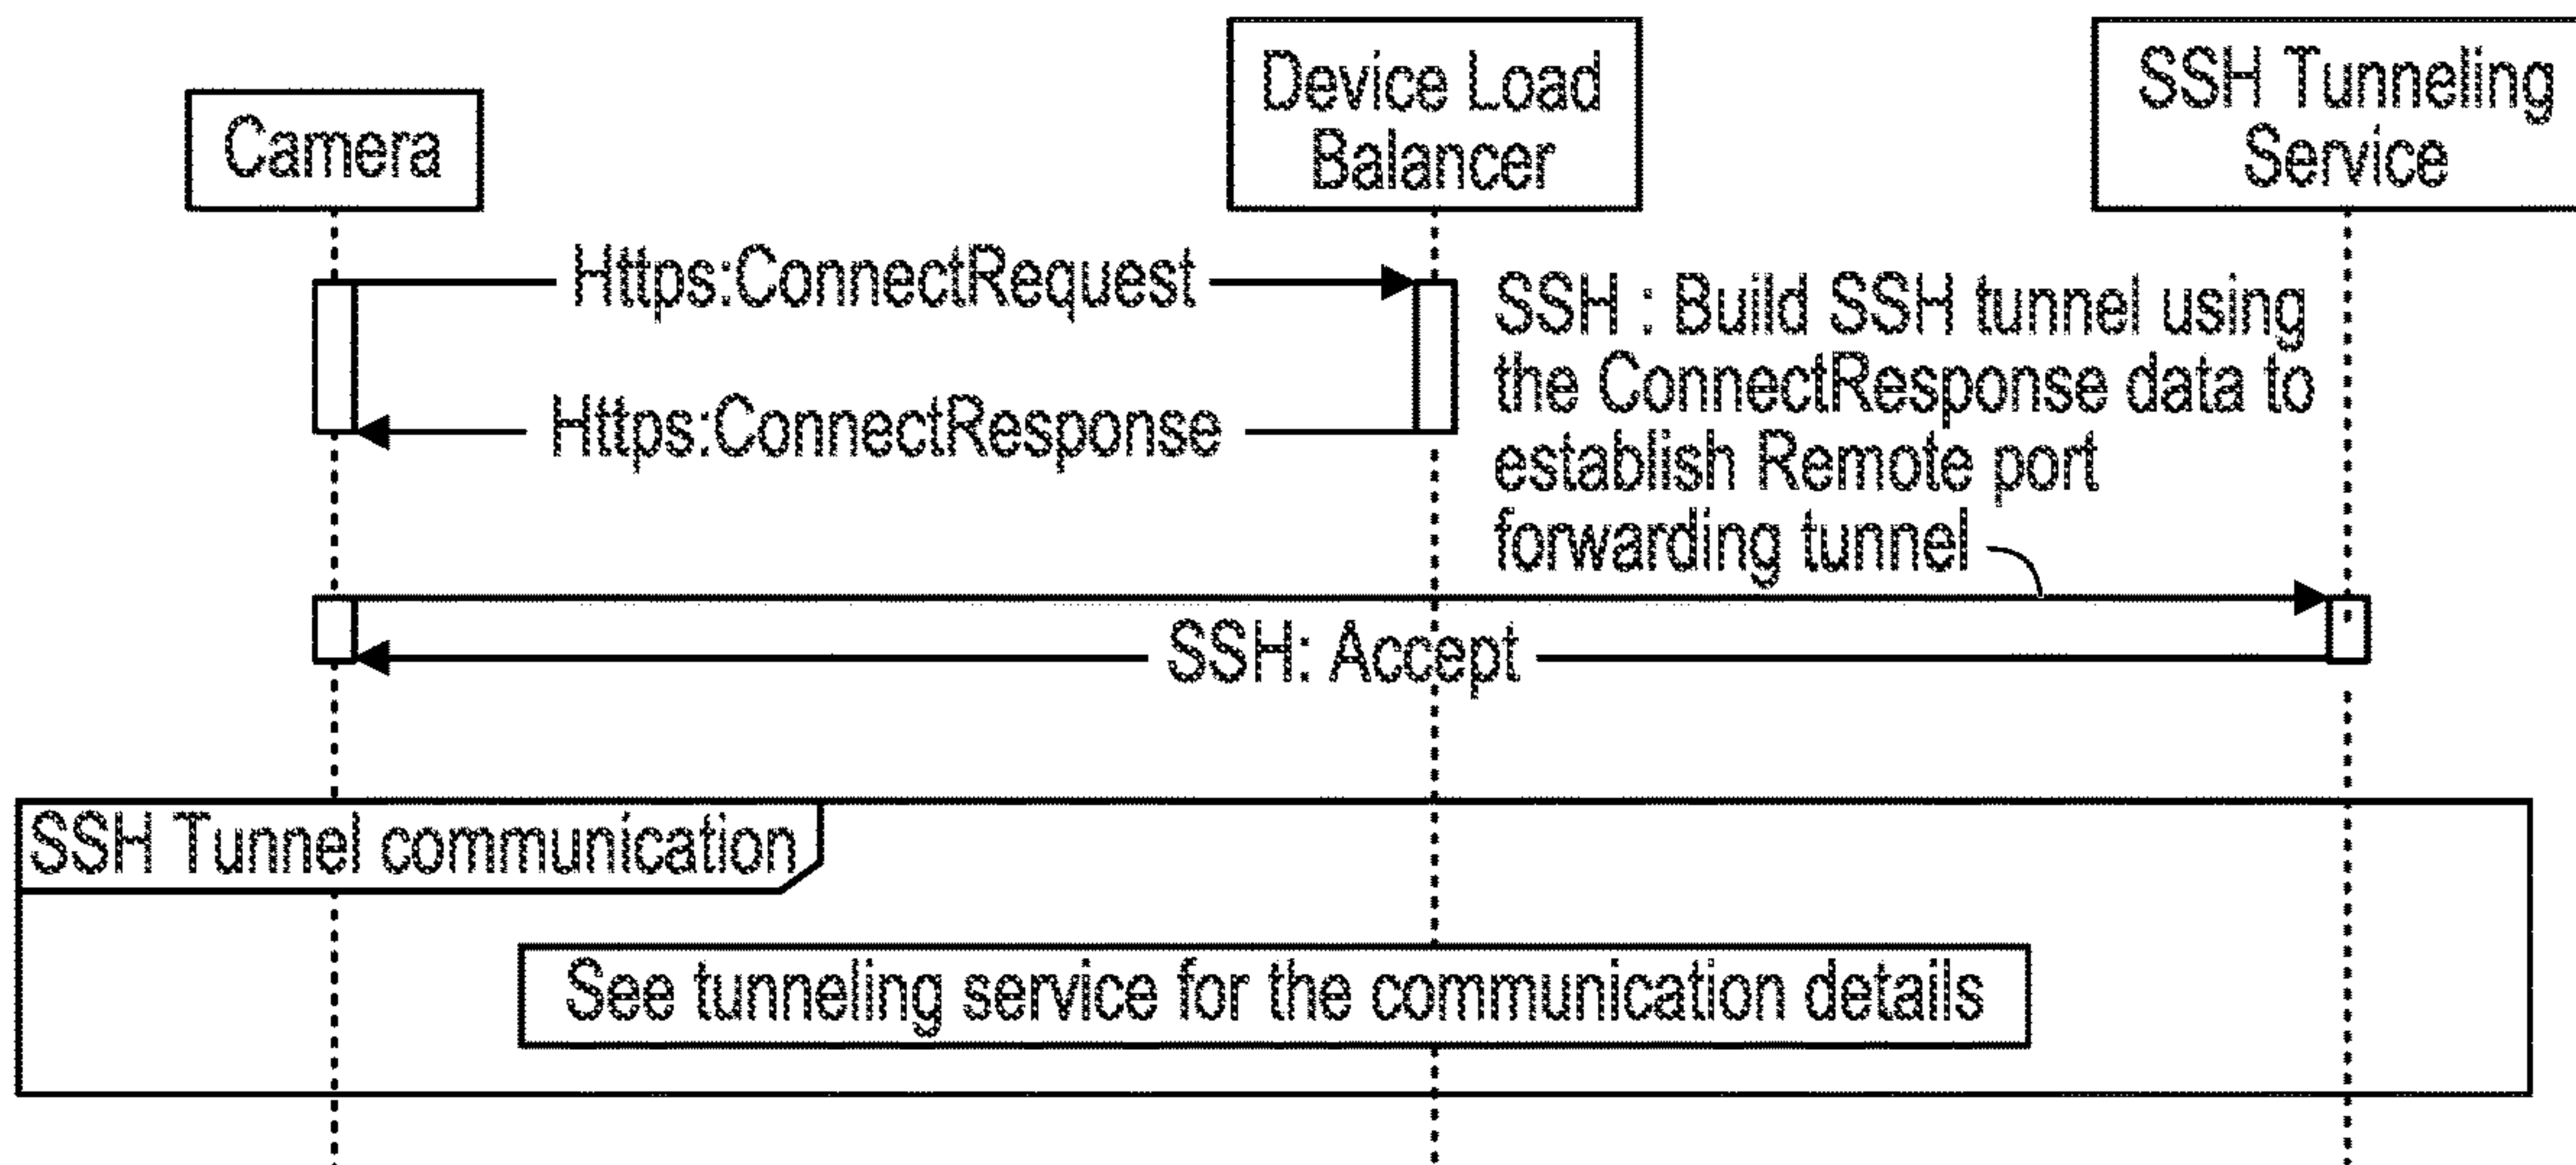 Camera
Device Load
Balancer
SSH Tunneling
Service
Https:ConnectRequest
SSH : Build SSH tunnel using
the ConnectResponse data to
establish Remote port
forwarding tunnel
Https:ConnectResponse
SSH: Accept
SSH Tunnel communication
See tunneling service for the communication details